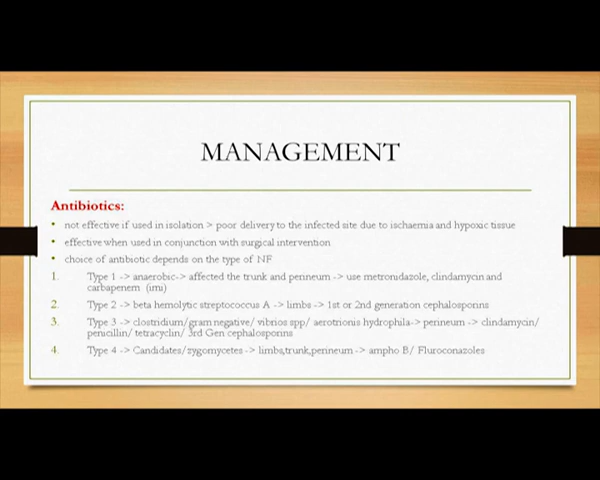 MANAGEMENT
Antibiotics:
• not effective if used in isolation > poor delivery to the infected site due to ischaemia and hypoxic tissue
• effective when used in conjunction with surgical intervention
• choice of antibiotic depends on the type of NF
1. Type 1 -> anaerobic-> affected the trunk and perineum -> use metronidazole, clindamycin and
carbapenem (imi)
2. Type 2 -> beta hemolytic streptococcus A -> limbs -> 1st or 2nd generation cephalosporins
3. Type 3 -> clostridium/gram negative/ vibrios spp/ aerotrionis hydrophila-> perineum -> clindamycin/
penicillin/ tetracyclin/ 3rd Gen cephalosporins
4. Type 4 -> Candidates/zygomycetes -> limbs,trunk,perineum -> ampho B/ Fluroconazoles